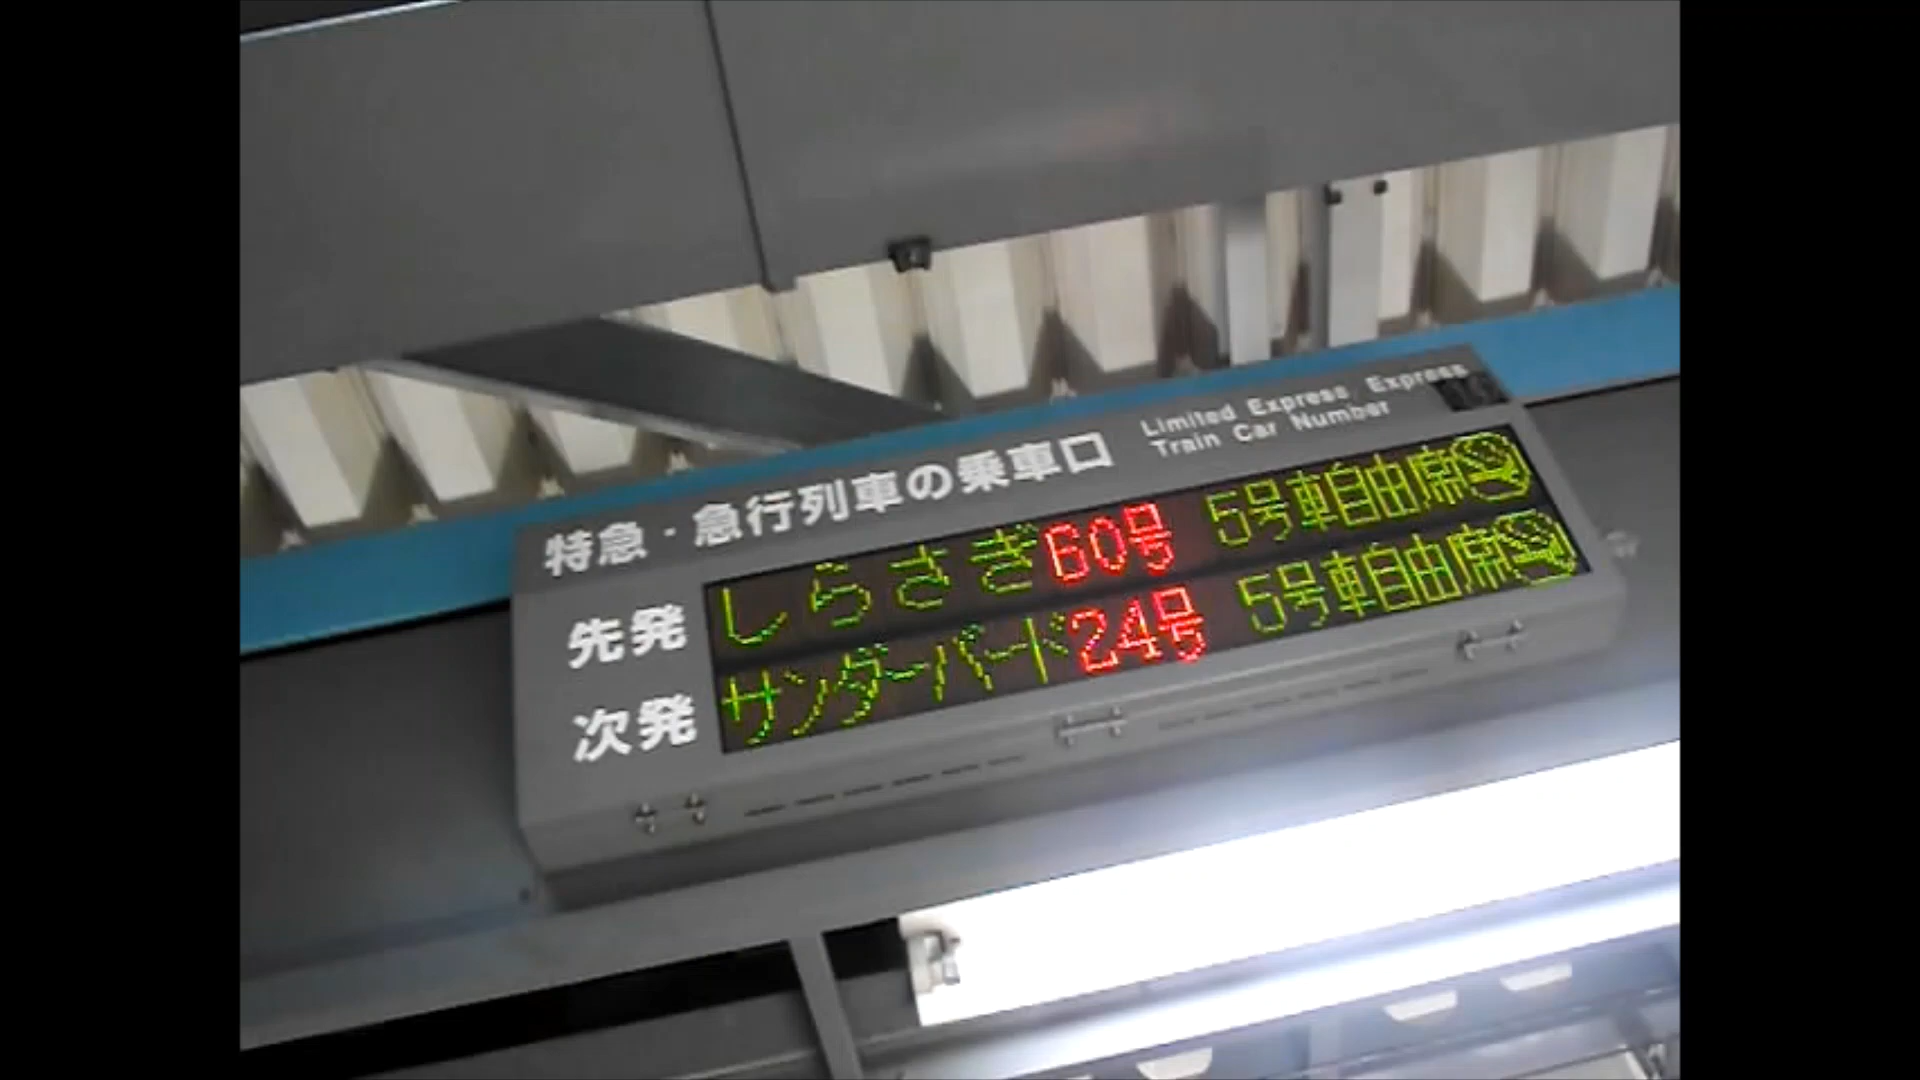 特急・急行列車の乗車口
Limited Express Express
Train Car Number
先発 しらさぎ60号 5号車自由席
次発 サンダーバード24号 5号車自由席